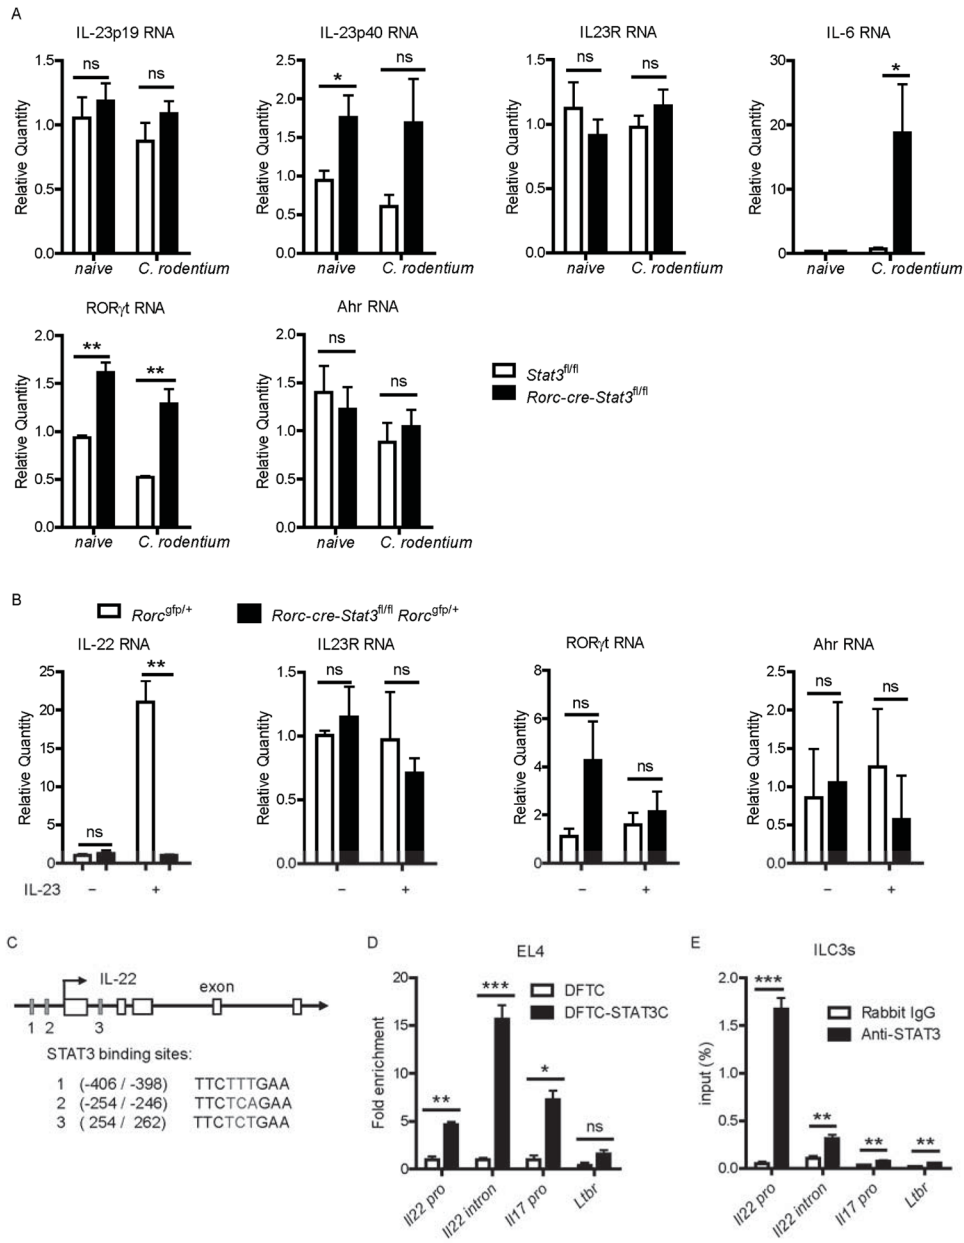 A
IL-23p19 RNA
IL-23p40 RNA
IL23R RNA
IL-6 RNA
Relative Quantity
1.5
1.0
0.5
0.0
ns
ns
naive
C. rodentium
Relative Quantity
2.5
2.0
1.5
1.0
0.5
0.0
*
ns
naive
C. rodentium
Relative Quantity
1.5
1.0
0.5
0.0
ns
ns
naive
C. rodentium
Relative Quantity
30
20
10
0
*
naive
C. rodentium
RORγt RNA
Ahr RNA
Relative Quantity
2.0
1.5
1.0
0.5
0.0
**
**
naive
C. rodentium
Relative Quantity
2.0
1.5
1.0
0.5
0.0
ns
ns
naive
C. rodentium
Stat3fl/fl
Rorc-cre-Stat3fl/fl
B
Rorcgfp/+
Rorc-cre-Stat3fl/fl Rorcgfp/+
IL-22 RNA
IL23R RNA
RORγt RNA
Ahr RNA
Relative Quantity
25
20
15
10
5
0
ns
**
IL-23
–
+
Relative Quantity
1.5
1.0
0.5
0.0
ns
ns
–
+
Relative Quantity
8
6
4
2
0
ns
ns
–
+
Relative Quantity
2.5
2.0
1.5
1.0
0.5
0.0
ns
ns
–
+
C
IL-22
exon
1 2 3
STAT3 binding sites:
1 (-406 / -398) TTCTTTGAA
2 (-254 / -246) TTCTCAGAA
3 ( 254 / 262) TTCTCTGAA
D
EL4
Fold enrichment
20
15
10
5
0
DFTC
DFTC-STAT3C
**
***
*
ns
Il22 pro
Il22 intron
Il17 pro
Ltbr
E
ILC3s
input (%)
2.0
1.5
1.0
0.5
0.0
Rabbit IgG
Anti-STAT3
***
**
**
**
Il22 pro
Il22 intron
Il17 pro
Ltbr